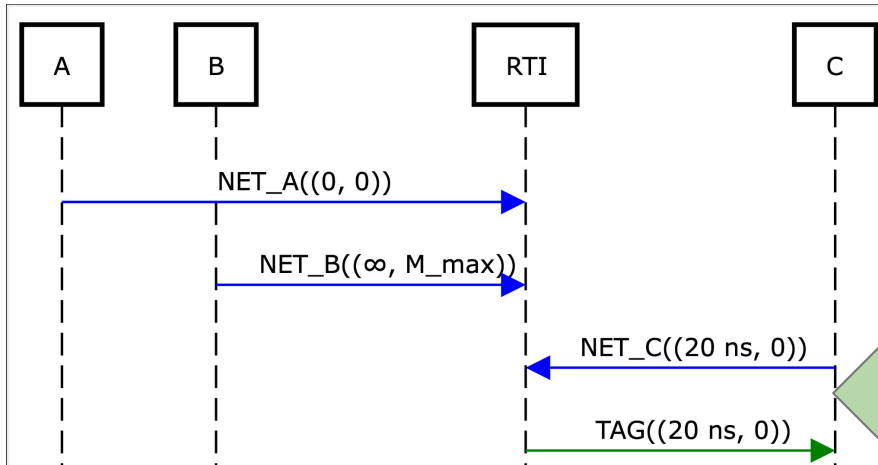 A B RTI C
NET_A((0, 0))
NET_B((∞, M_max))
NET_C((20 ns, 0))
TAG((20 ns, 0))